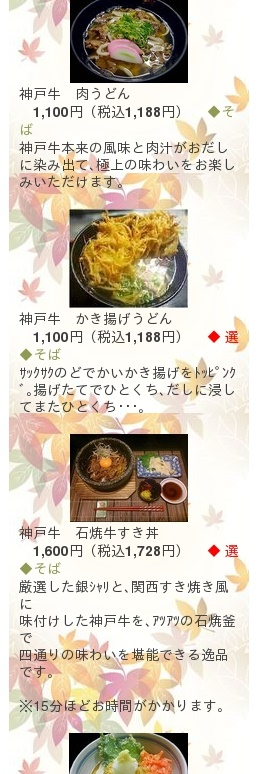 神戸牛　肉うどん
1,100円（税込1,188円）　◆そ
ば
神戸牛本来の風味と肉汁がおだし
に染み出て､極上の味わいをお楽し
みいただけます。
神戸牛　かき揚げうどん
1,100円（税込1,188円）　◆ 選
◆そば
ｻｯｸｻｸのどでかいかき揚げをﾄｯﾋﾟﾝｸ
ﾞ｡揚げたてでひとくち､だしに浸し
てまたひとくち･･･。
神戸牛　石焼牛すき丼
1,600円（税込1,728円）　◆ 選
◆そば
厳選した銀ｼｬﾘと､関西すき焼き風
に
味付けした神戸牛を､ｱﾂｱﾂの石焼釜
で
四通りの味わいを堪能できる逸品
です。
※15分ほどお時間がかかります。